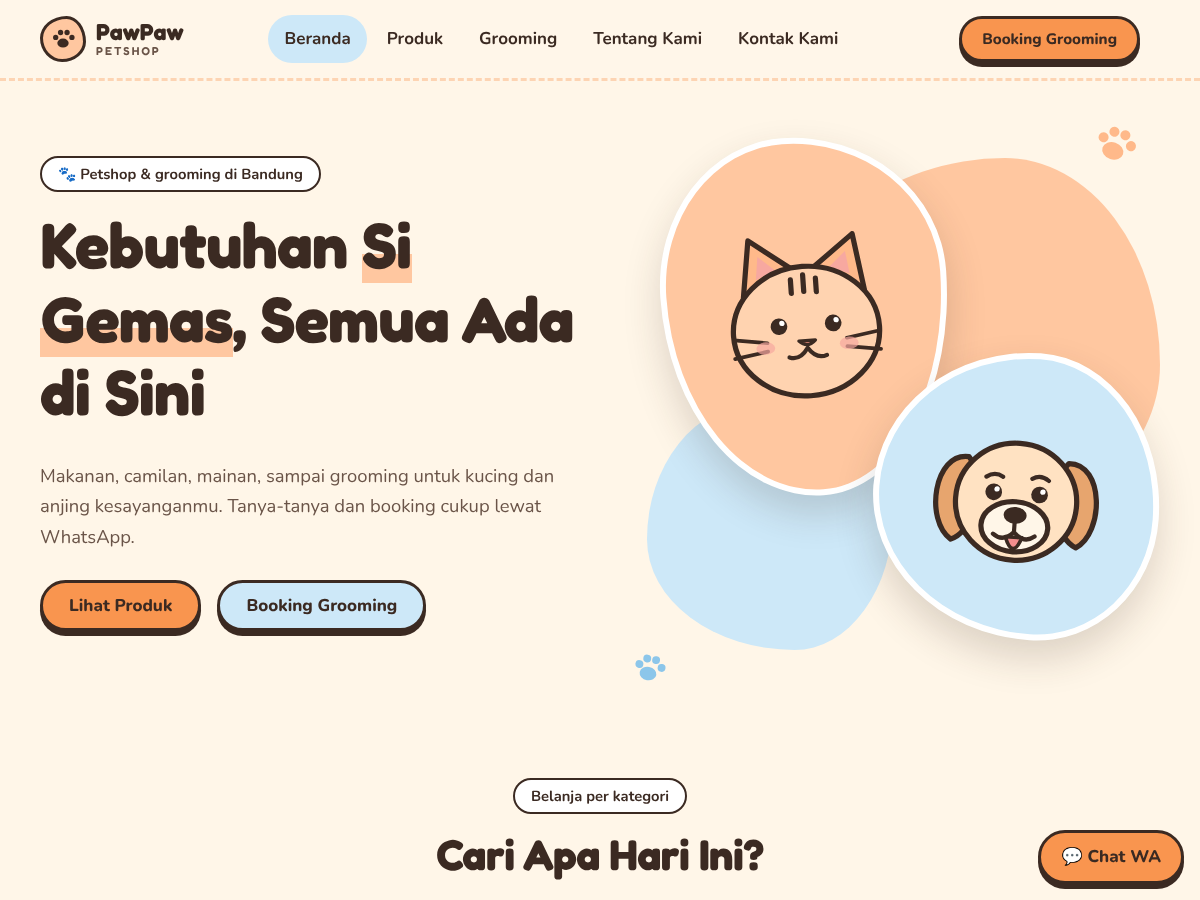 PawPaw
PETSHOP
Beranda
Produk
Grooming
Tentang Kami
Kontak Kami
Booking Grooming
🐾 Petshop & grooming di Bandung
Kebutuhan Si
Gemas, Semua Ada
di Sini
Makanan, camilan, mainan, sampai grooming untuk kucing dan
anjing kesayanganmu. Tanya-tanya dan booking cukup lewat
WhatsApp.
Lihat Produk
Booking Grooming
Belanja per kategori
Cari Apa Hari Ini?
💬 Chat WA